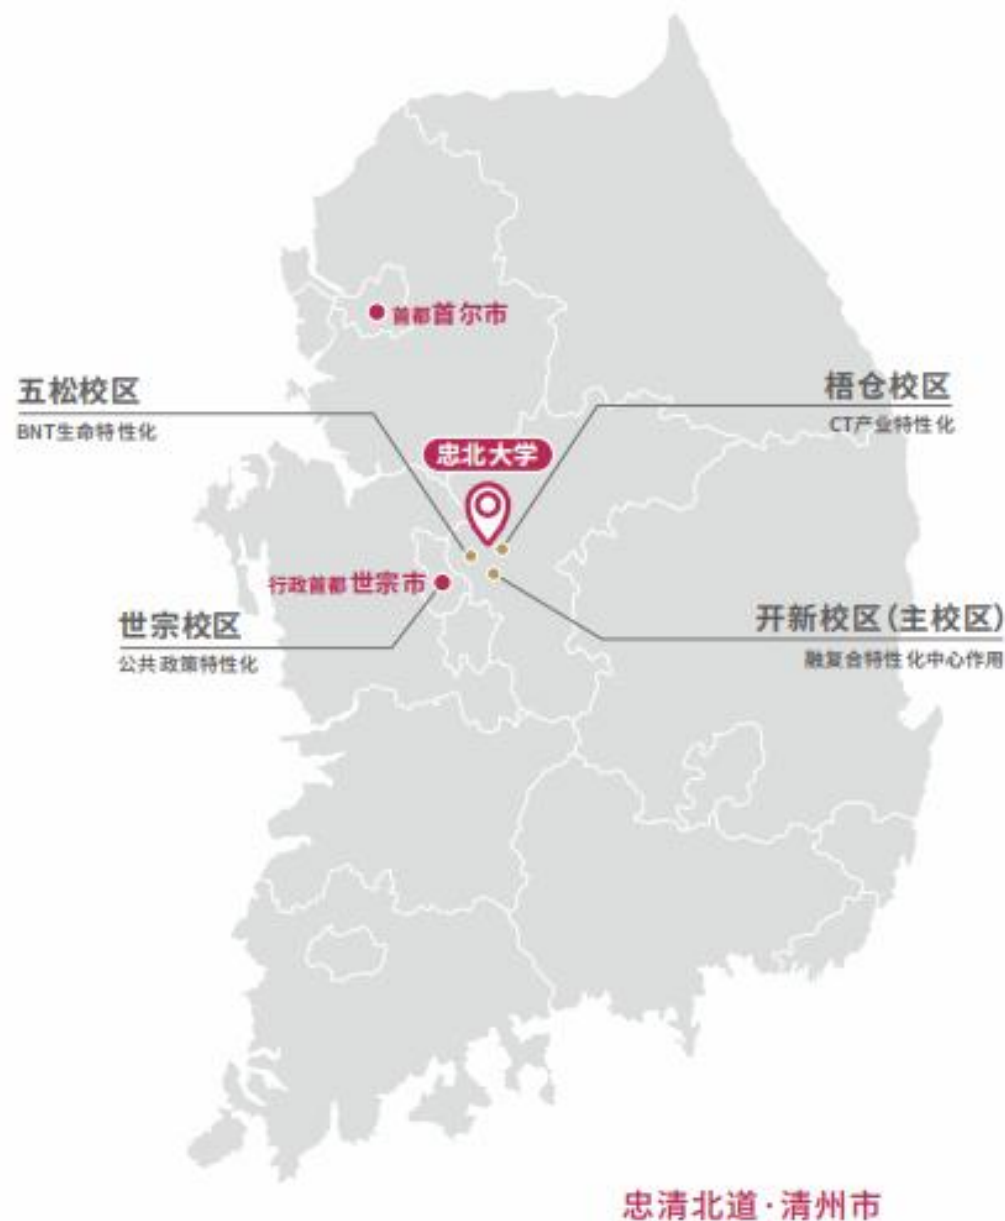 首都首尔市
五松校区
BNT生命特性化
梧仓校区
CT产业特性化
忠北大学
行政首都世宗市
世宗校区
公共政策特性化
开新校区(主校区)
融复合特性化中心作用
忠清北道·清州市